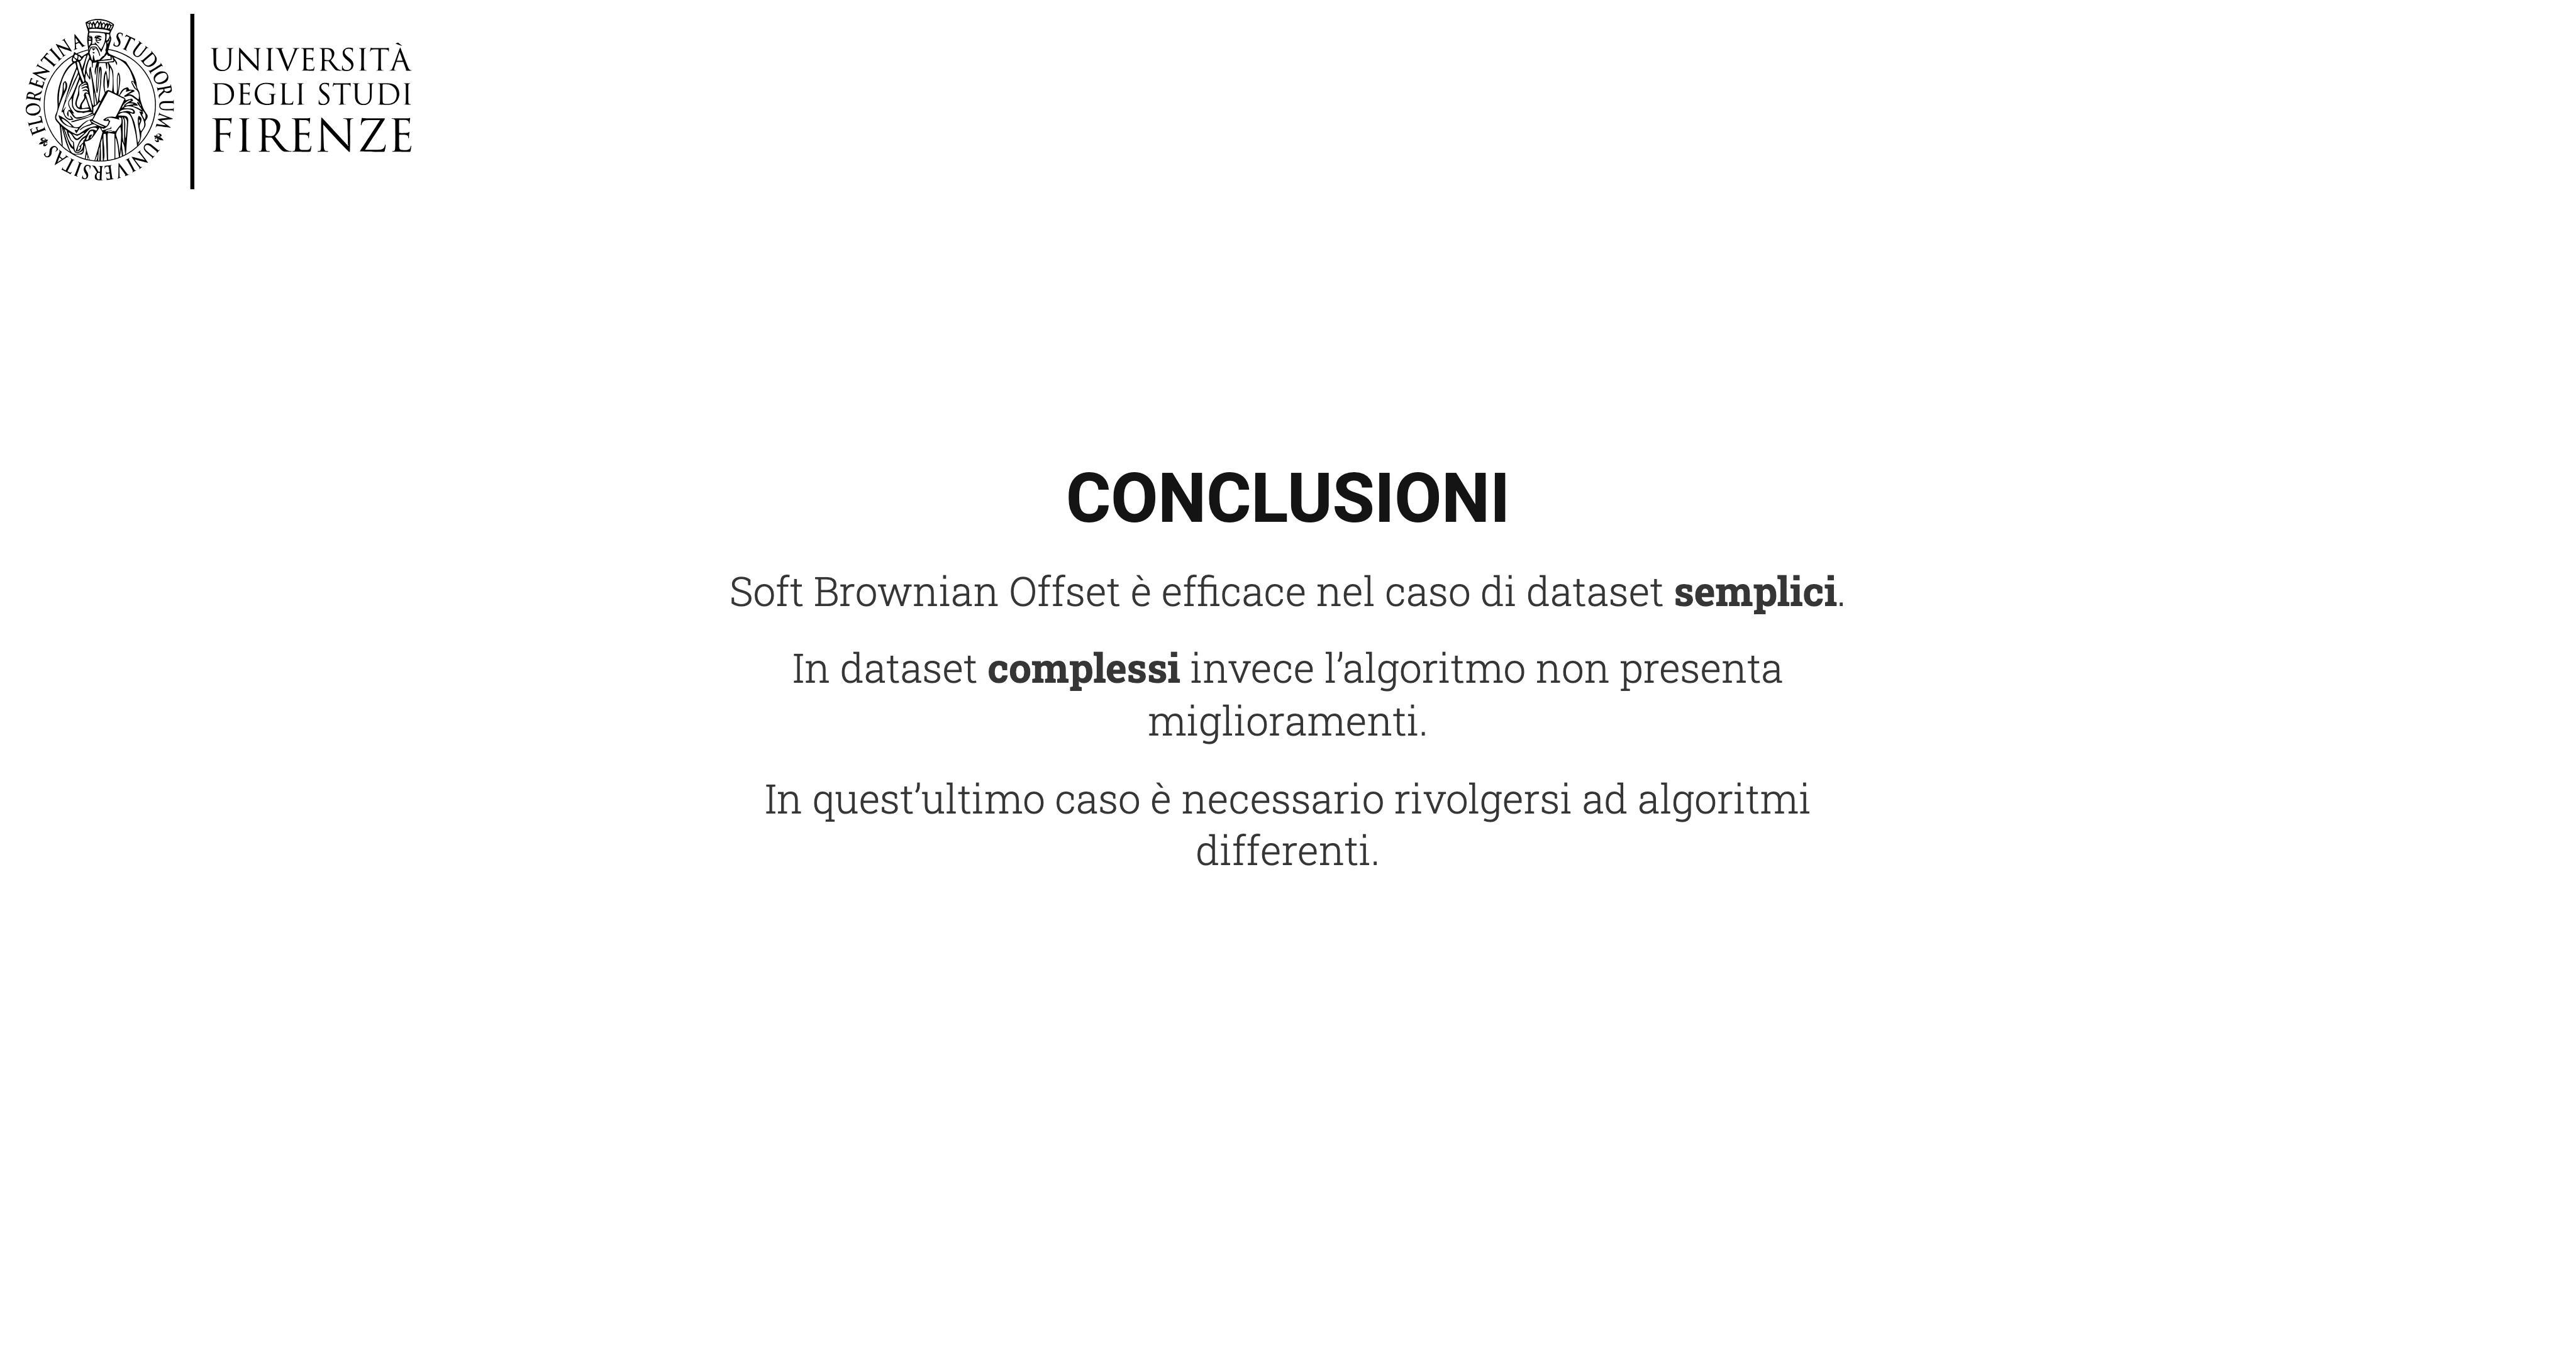 FLORENTINA STUDIORUM UNIVERSITAS
UNIVERSITÀ
DEGLI STUDI
FIRENZE
CONCLUSIONI
Soft Brownian Offset è efficace nel caso di dataset semplici.
In dataset complessi invece l’algoritmo non presenta
miglioramenti.
In quest’ultimo caso è necessario rivolgersi ad algoritmi
differenti.